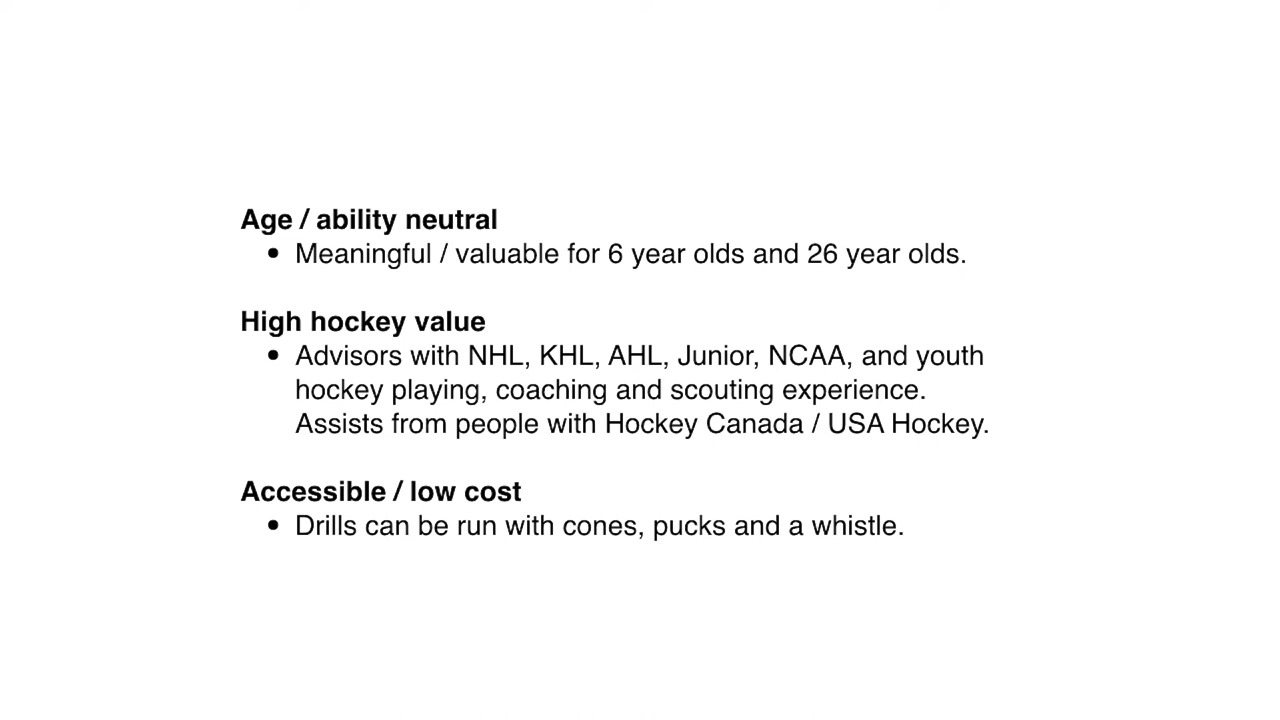 Age / ability neutral
• Meaningful / valuable for 6 year olds and 26 year olds.
High hockey value
• Advisors with NHL, KHL, AHL, Junior, NCAA, and youth
hockey playing, coaching and scouting experience.
Assists from people with Hockey Canada / USA Hockey.
Accessible / low cost
• Drills can be run with cones, pucks and a whistle.